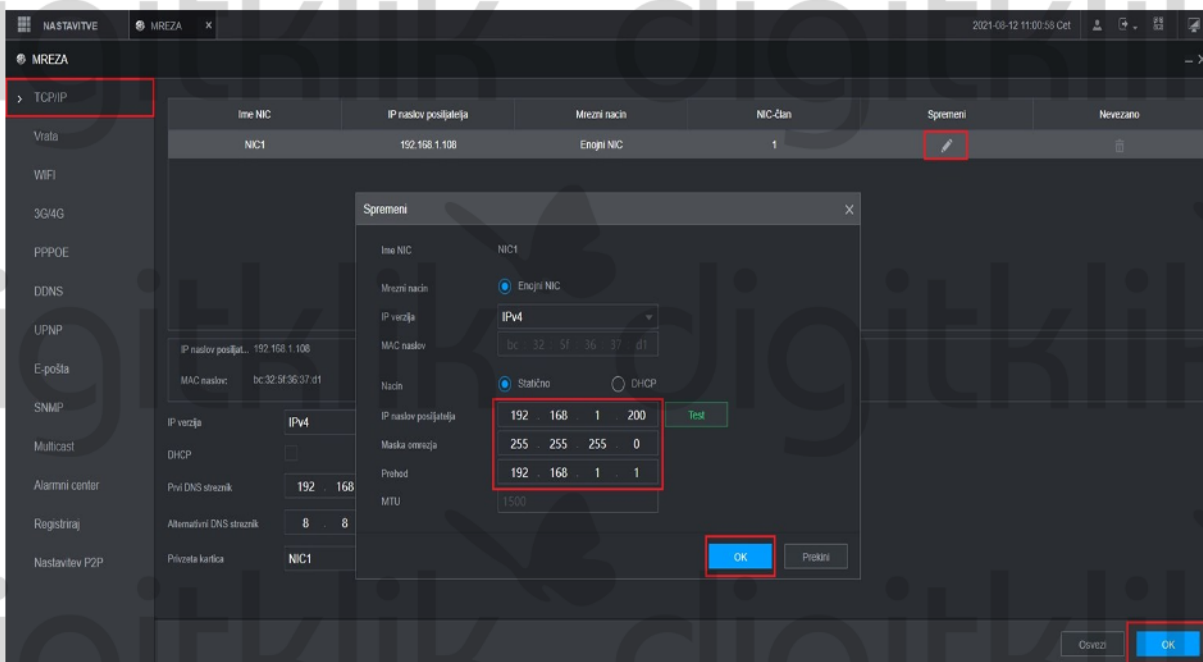 NASTAVITVE
MREZA
2021-08-12 11:00:58 Cet
MREZA
TCP/IP
Vrata
WIFI
3G/4G
PPPOE
DDNS
UPNP
E-pošta
SNMP
Multicast
Alarmni center
Registriraj
Nastavitev P2P
Ime NIC IP naslov posiljatelja Mrezni nacin NIC-član Spremeni Nevezano
NIC1 192.168.1.108 Enojni NIC 1
Spremeni
Ime NIC NIC1
Mrezni nacin Enojni NIC
IP verzija IPv4
MAC naslov bc . 32 . 5f . 36 . 37 . d1
Nacin Statično DHCP
IP naslov posiljatelja 192 . 168 . 1 . 200 Test
Maska omrezja 255 . 255 . 255 . 0
Prehod 192 . 168 . 1 . 1
MTU 1500
OK Prekini
IP naslov posiljat... 192.168.1.108
MAC naslov: bc:32:5f:36:37:d1
IP verzija IPv4
DHCP
Prvi DNS streznik 192 . 168
Alternativni DNS streznik 8 . 8
Privzeta kartica NIC1
Osvezi OK
digitklik